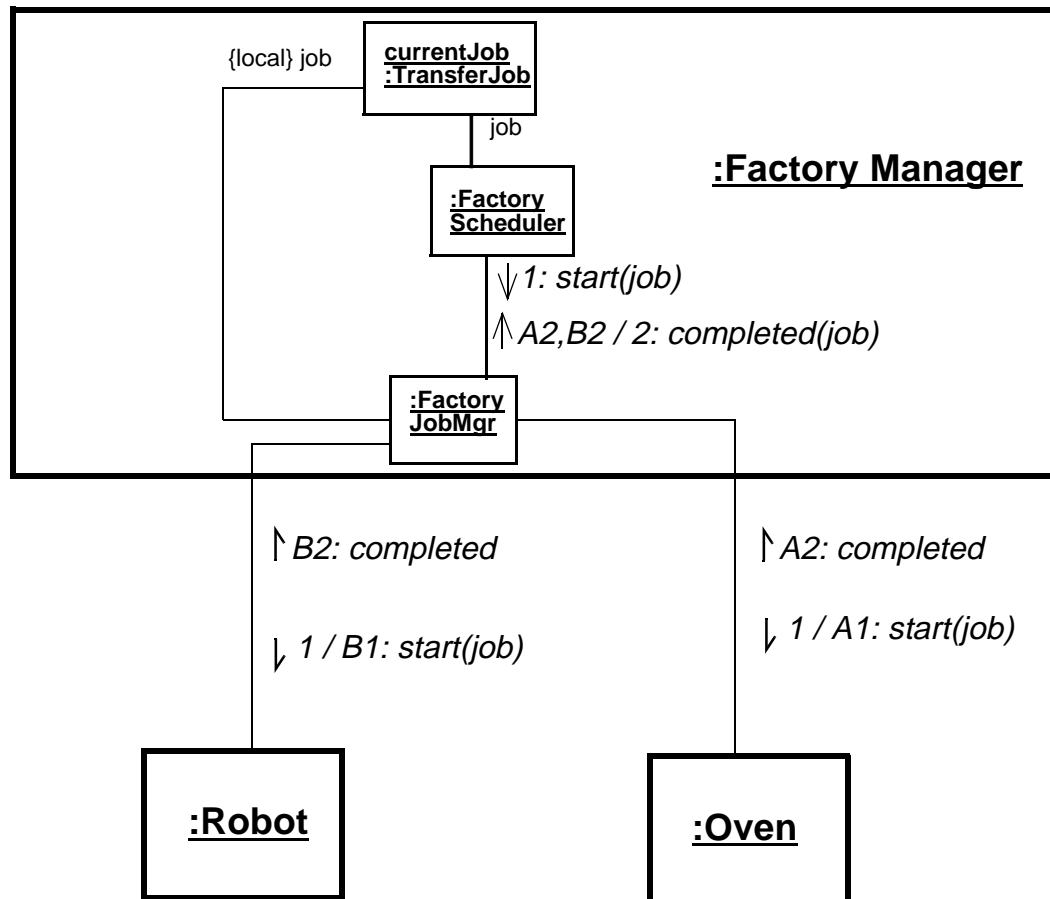 currentJob
:TransferJob
{local} job
job
:Factory Manager
:Factory
Scheduler
1: start(job)
A2,B2 / 2: completed(job)
:Factory
JobMgr
B2: completed
A2: completed
1 / B1: start(job)
1 / A1: start(job)
:Robot
:Oven